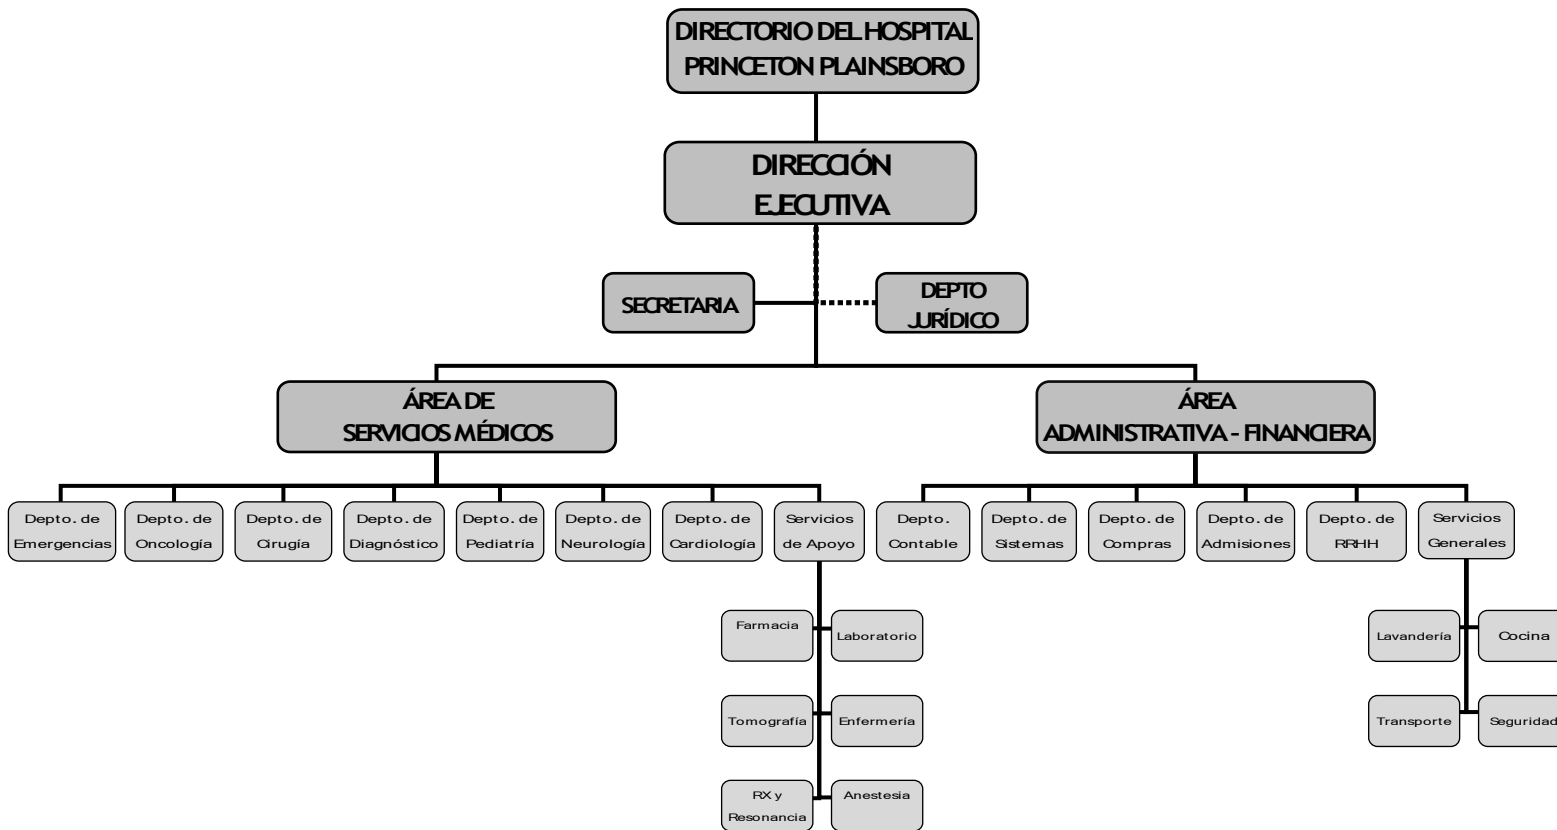 DIRECTORIO DEL HOSPITAL
PRINCETON PLAINSBORO
DIRECCIÓN
EJECUTIVA
SECRETARIA
DEPTO
JURÍDICO
ÁREA DE
SERVICIOS MÉDICOS
ÁREA
ADMINISTRATIVA - FINANCIERA
Depto. de
Emergencias
Depto. de
Oncología
Depto. de
Cirugía
Depto. de
Diagnóstico
Depto. de
Pediatría
Depto. de
Neurología
Depto. de
Cardiología
Servicios
de Apoyo
Depto.
Contable
Depto. de
Sistemas
Depto. de
Compras
Depto. de
Admisiones
Depto. de
RRHH
Servicios
Generales
Farmacia
Laboratorio
Tomografía
Enfermería
RX y
Resonancia
Anestesia
Lavandería
Cocina
Transporte
Seguridad